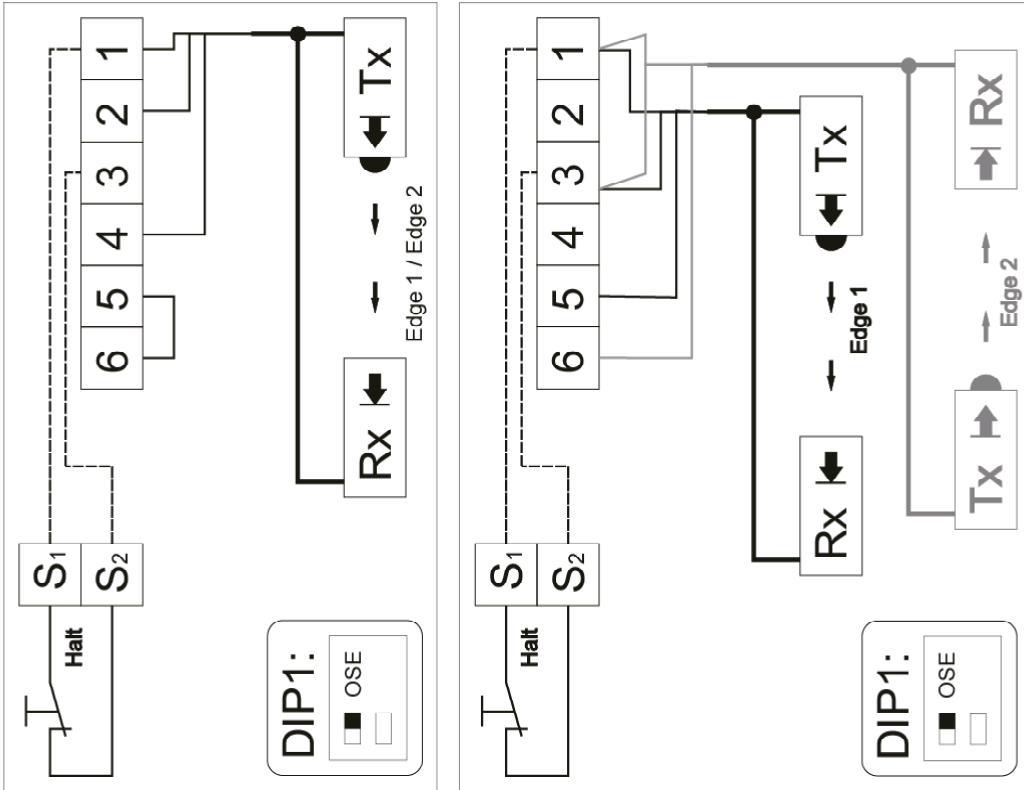 1
2
3
4
5
6
Tx
Rx
Edge 1 / Edge 2
S1
S2
Halt
DIP1:
OSE
1
2
3
4
5
6
Tx
Rx
Edge 1
Rx
Tx
Edge 2
S1
S2
Halt
DIP1:
OSE